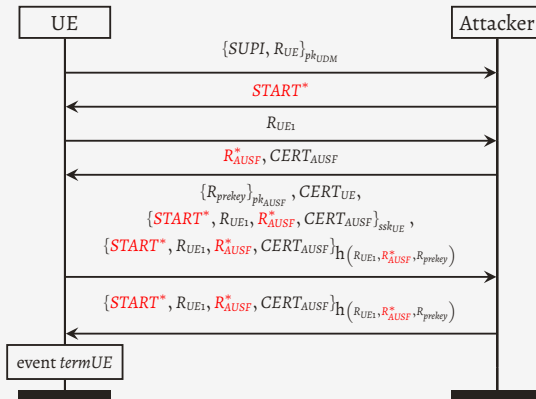 UE Attacker
{SUPI, R_UE}_pk_UDM
START*
R_UE1
R*_AUSF, CERT_AUSF
{R_prekey}_pk_AUSF, CERT_UE,
{START*, R_UE1, R*_AUSF, CERT_AUSF}_ssk_UE,
{START*, R_UE1, R*_AUSF, CERT_AUSF}_h(R_UE1,R*_AUSF,R_prekey)
{START*, R_UE1, R*_AUSF, CERT_AUSF}_h(R_UE1,R*_AUSF,R_prekey)
event termUE